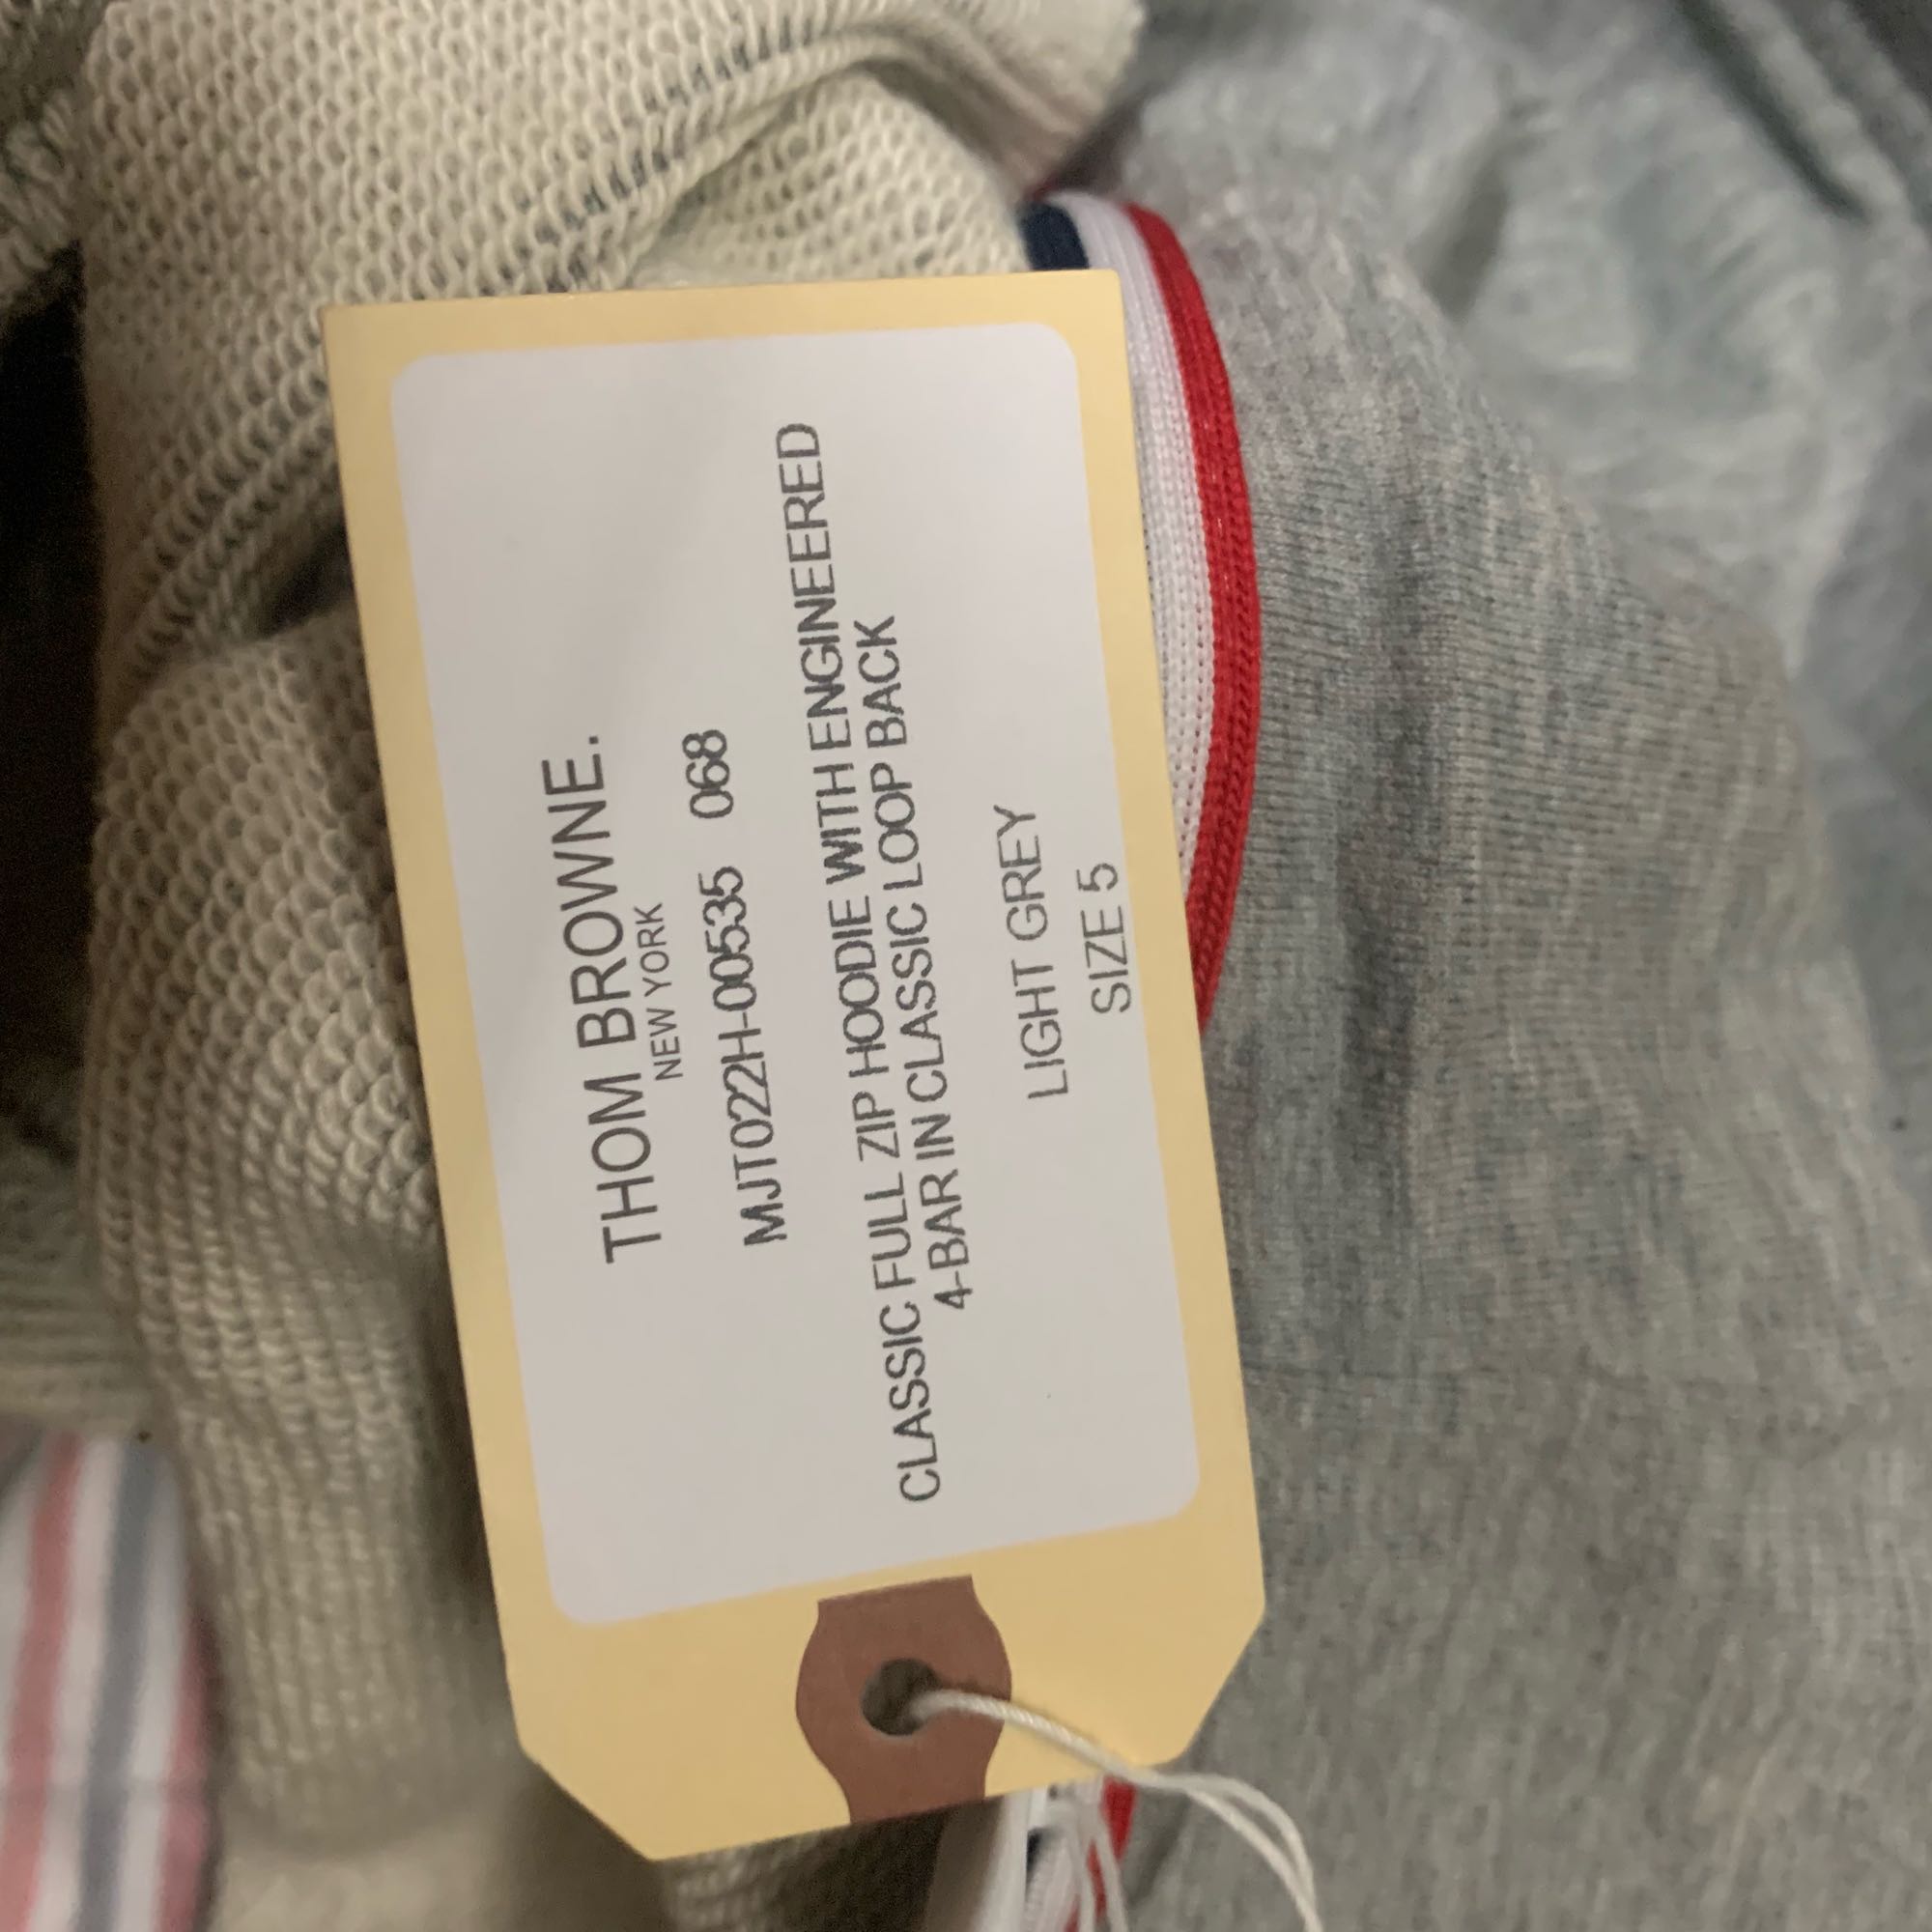 THOM BROWNE.
NEW YORK
MJT022H-00535 068
CLASSIC FULL ZIP HOODIE WITH ENGINEERED
4-BAR IN CLASSIC LOOP BACK
LIGHT GREY
SIZE 5